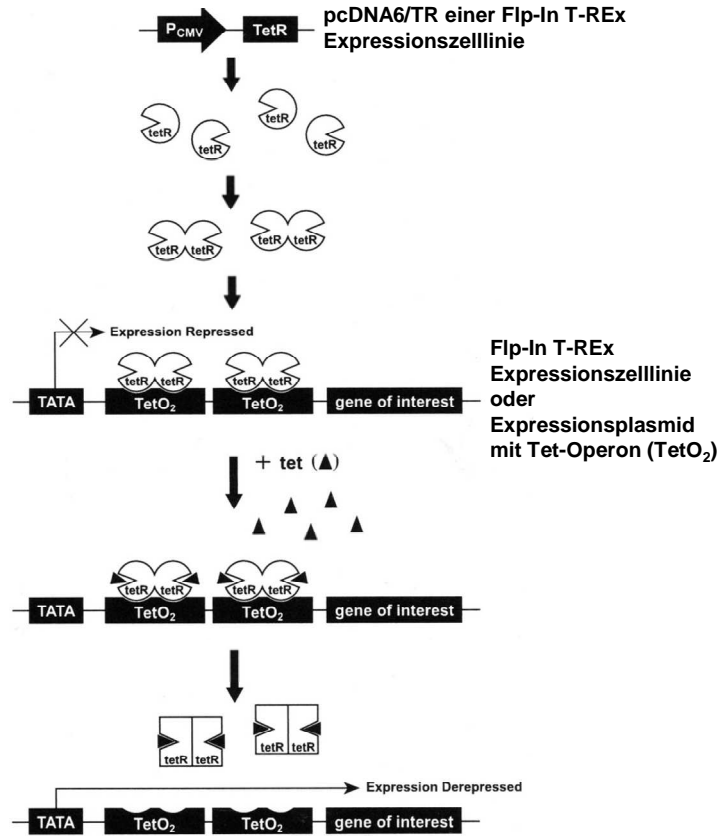 P_CMV TetR
pcDNA6/TR einer Flp-In T-REx
Expressionszelllinie
tetR tetR tetR tetR
tetR tetR tetR tetR
Expression Repressed
tetR tetR tetR tetR
TATA TetO₂ TetO₂ gene of interest
Flp-In T-REx
Expressionszelllinie
oder
Expressionsplasmid
mit Tet-Operon (TetO₂)
+ tet (▲)
tetR tetR tetR tetR
TATA TetO₂ TetO₂ gene of interest
tetR tetR tetR tetR
Expression Derepressed
TATA TetO₂ TetO₂ gene of interest